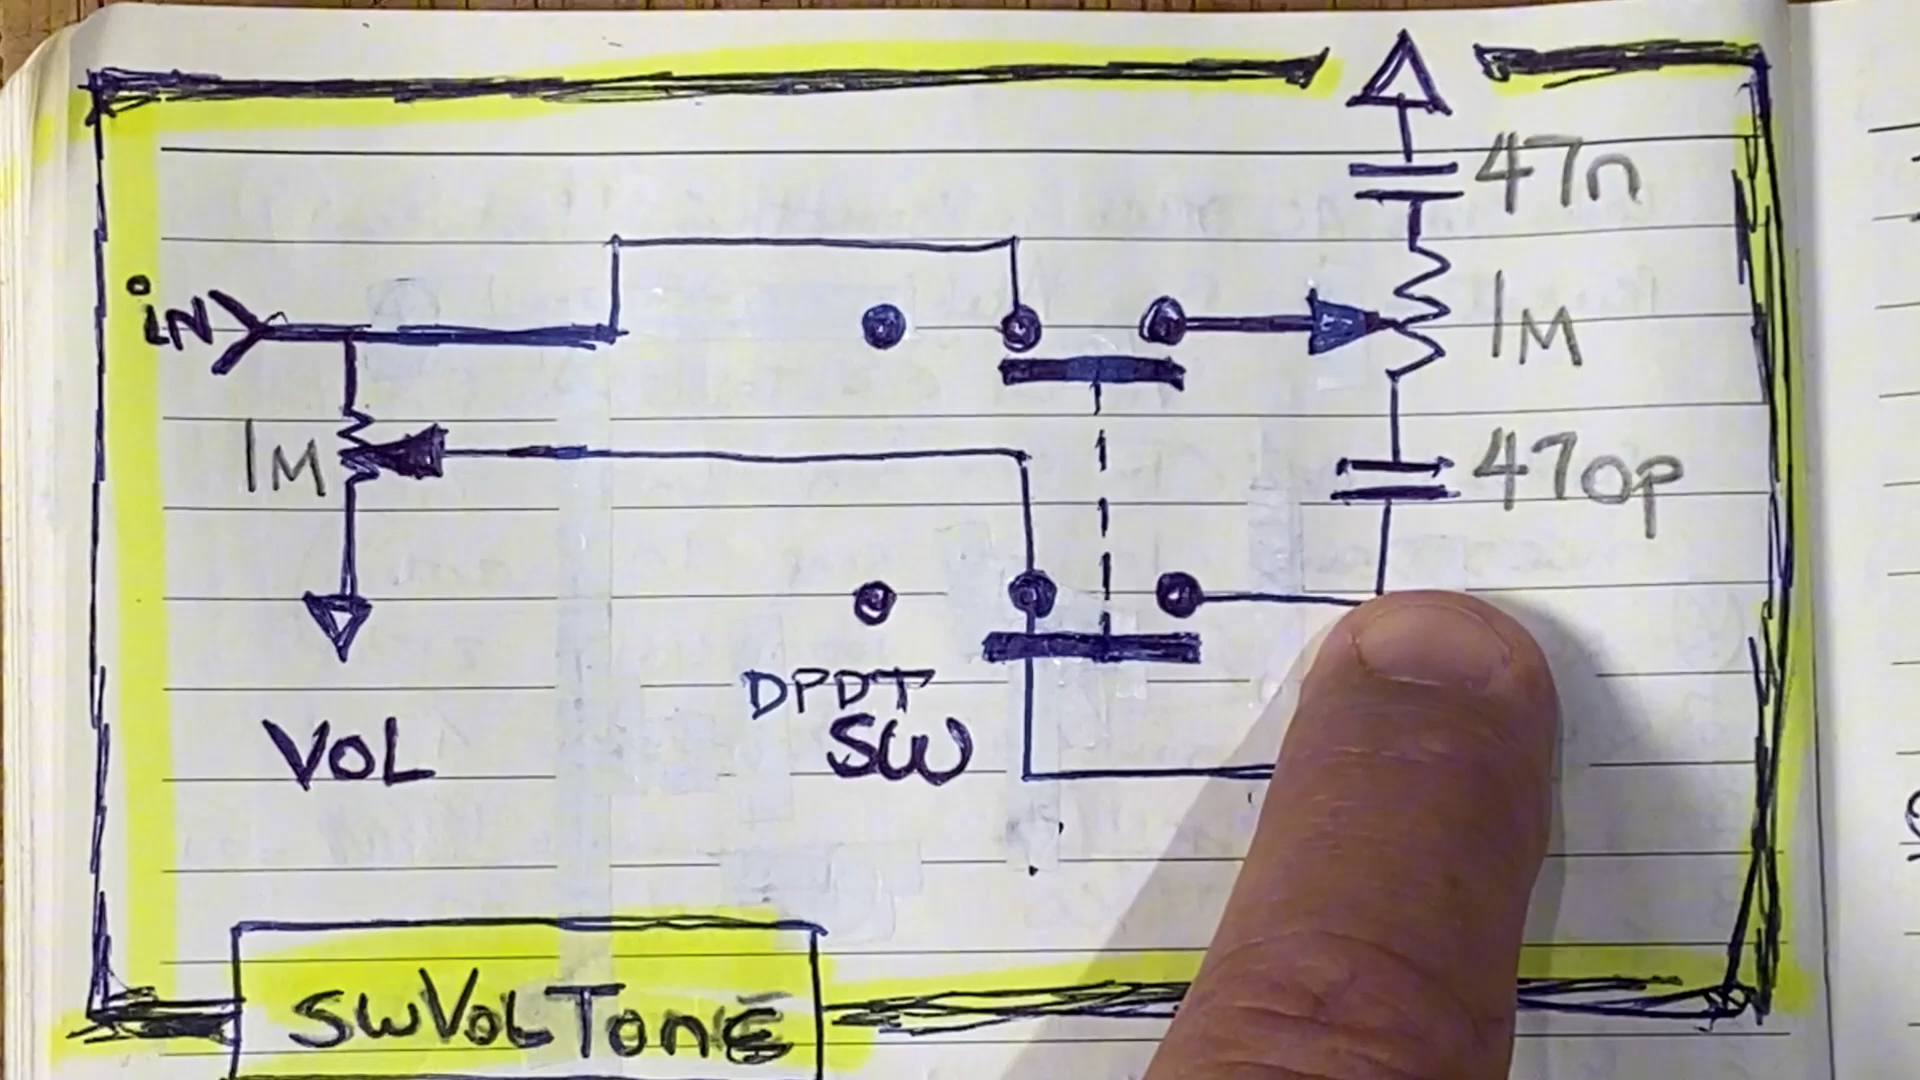 47n
iN
1M
1M
470p
DPDT
SW
VOL
SWVOLTONE